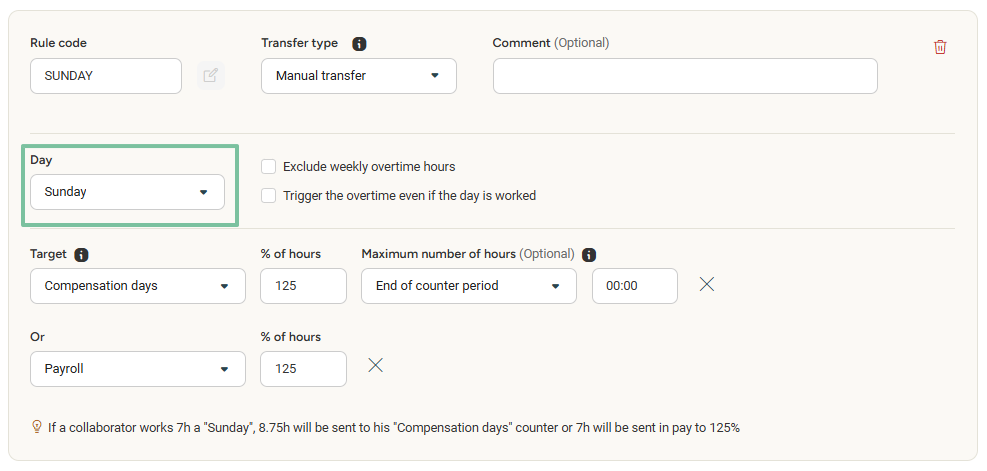 Rule code Transfer type Comment (Optional)
SUNDAY Manual transfer
Day
Exclude weekly overtime hours
Sunday
Trigger the overtime even if the day is worked
Target % of hours Maximum number of hours (Optional)
Compensation days 125 End of counter period 00:00
Or % of hours
Payroll 125
If a collaborator works 7h a "Sunday", 8.75h will be sent to his "Compensation days" counter or 7h will be sent in pay to 125%